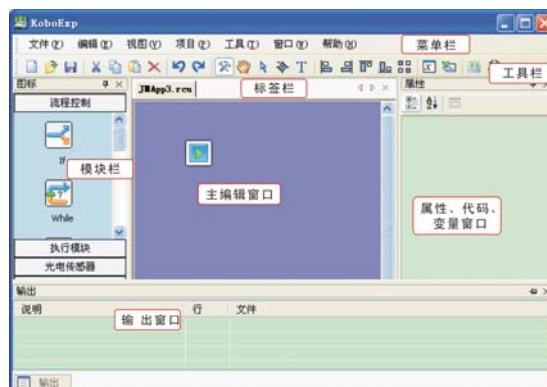 RoboExp
文件(F) 编辑(E) 视图(V) 项目(P) 工具(T) 窗口(W) 帮助(H) 菜单栏
工具栏
图标
JMApp3.rcu 标签栏
属性
流程控制
If
模块栏
While
执行模块
光电传感器
主编辑窗口
属性、代码、
变量窗口
输出
说明 行 文件
输 出窗口
输出